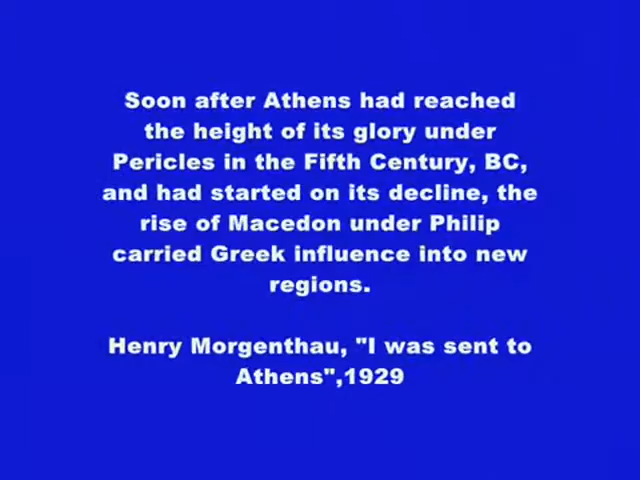 Soon after Athens had reached
the height of its glory under
Pericles in the Fifth Century, BC,
and had started on its decline, the
rise of Macedon under Philip
carried Greek influence into new
regions.
Henry Morgenthau, "I was sent to
Athens",1929